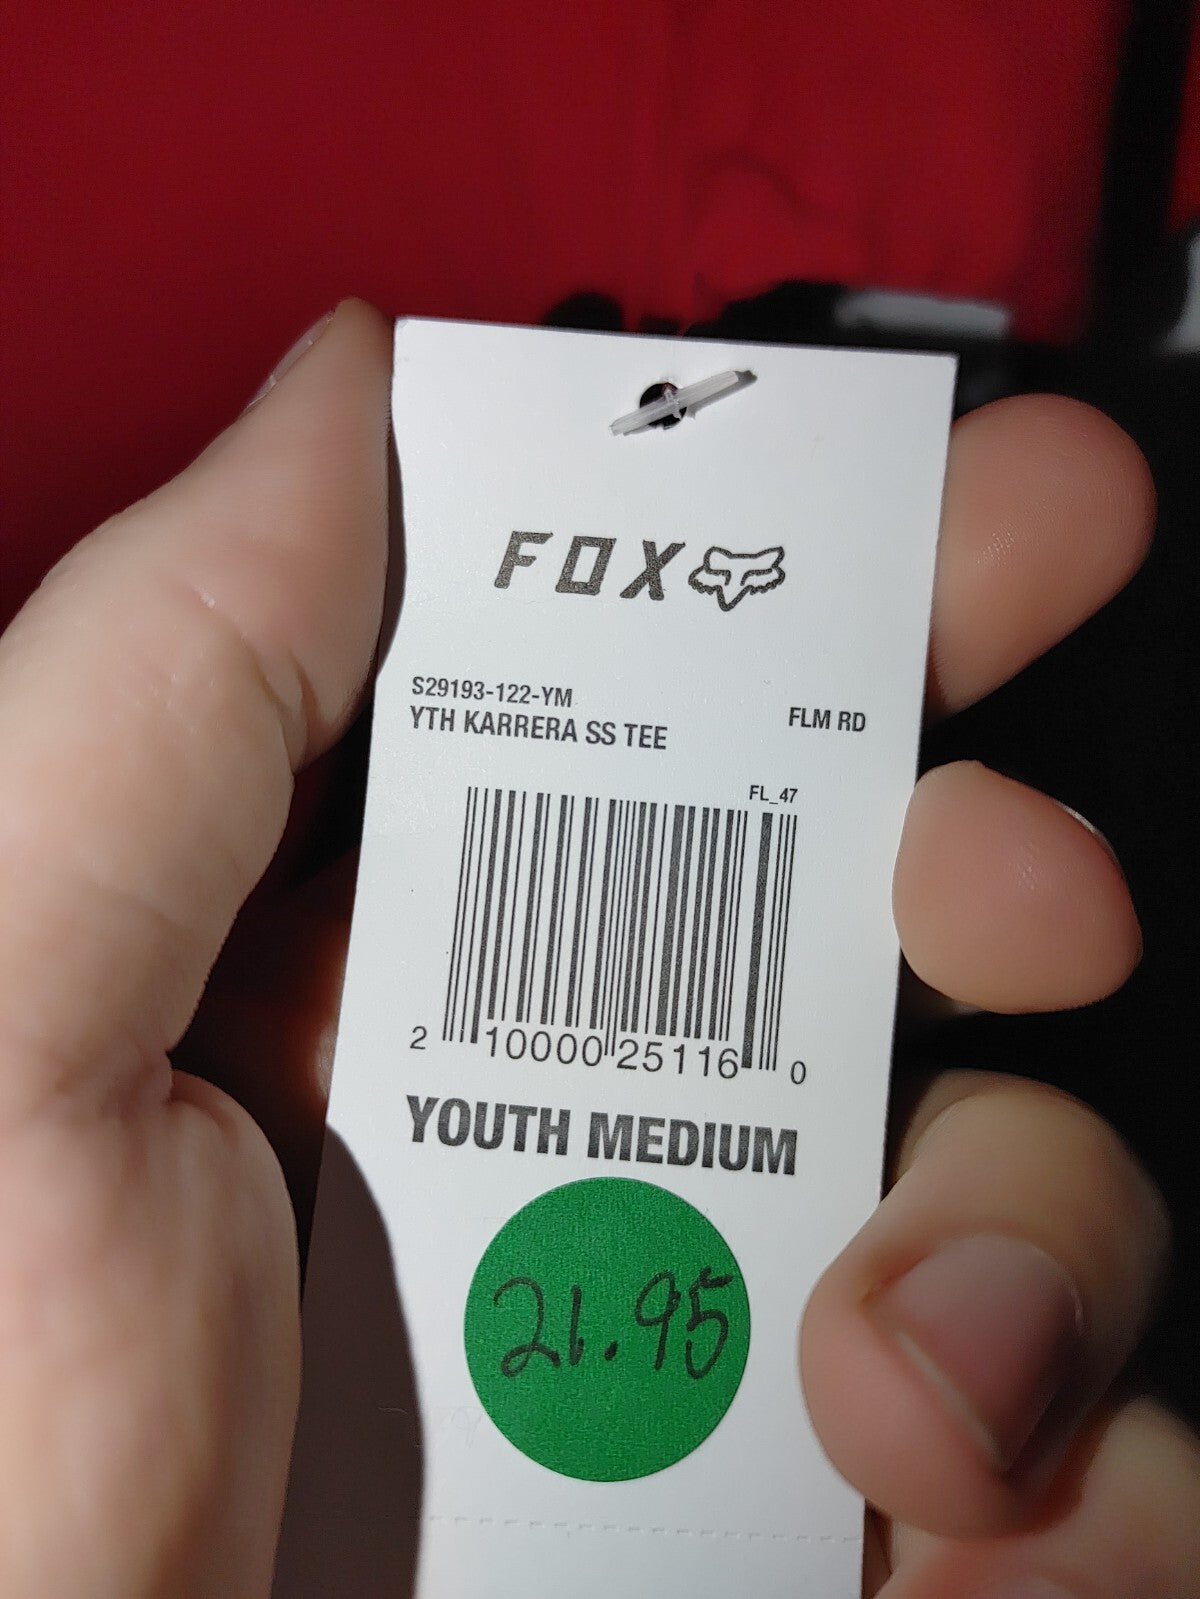 FOX
S29193-122-YM
YTH KARRERA SS TEE
FLM RD
FL_47
2 10000 25116 0
YOUTH MEDIUM
21.95